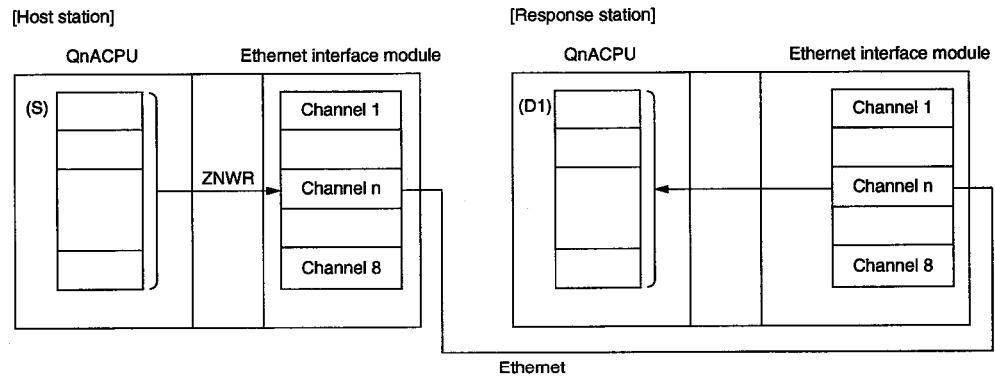 [Host station]
QnACPU
Ethernet interface module
(S)
Channel 1
ZNWR
Channel n
Channel 8
[Response station]
QnACPU
Ethernet interface module
(D1)
Channel 1
Channel n
Channel 8
Ethernet